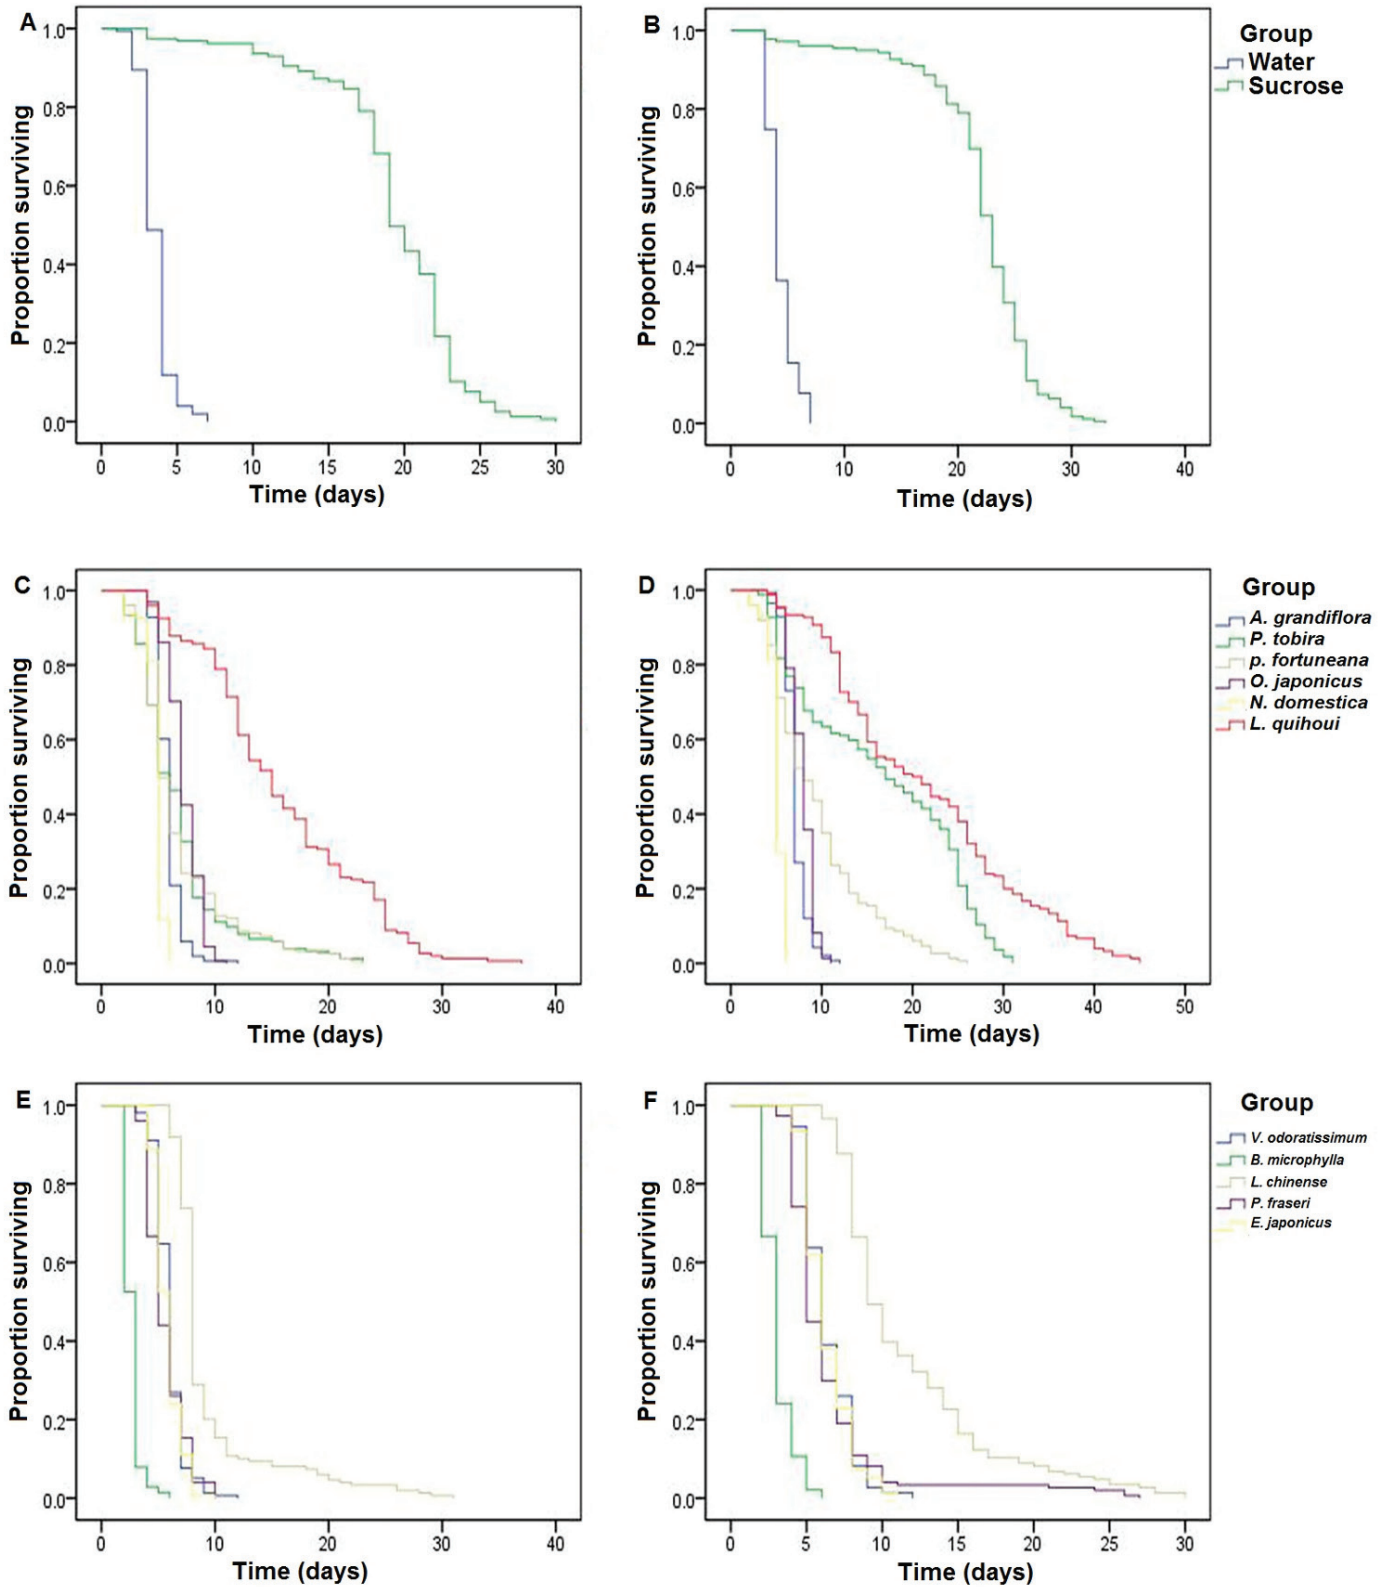 A
1.0
0.8
0.6
0.4
0.2
0.0
Proportion surviving
0 5 10 15 20 25 30
Time (days)
B
1.0
0.8
0.6
0.4
0.2
0.0
Proportion surviving
0 10 20 30 40
Time (days)
Group
Water
Sucrose
C
1.0
0.8
0.6
0.4
0.2
0.0
Proportion surviving
0 10 20 30 40
Time (days)
D
1.0
0.8
0.6
0.4
0.2
0.0
Proportion surviving
0 10 20 30 40 50
Time (days)
Group
A. grandiflora
P. tobira
p. fortuneana
O. japonicus
N. domestica
L. quihoui
E
1.0
0.8
0.6
0.4
0.2
0.0
Proportion surviving
0 10 20 30 40
Time (days)
F
1.0
0.8
0.6
0.4
0.2
0.0
Proportion surviving
0 5 10 15 20 25 30
Time (days)
Group
V. odoratissimum
B. microphylla
L. chinense
P. fraseri
E. japonicus